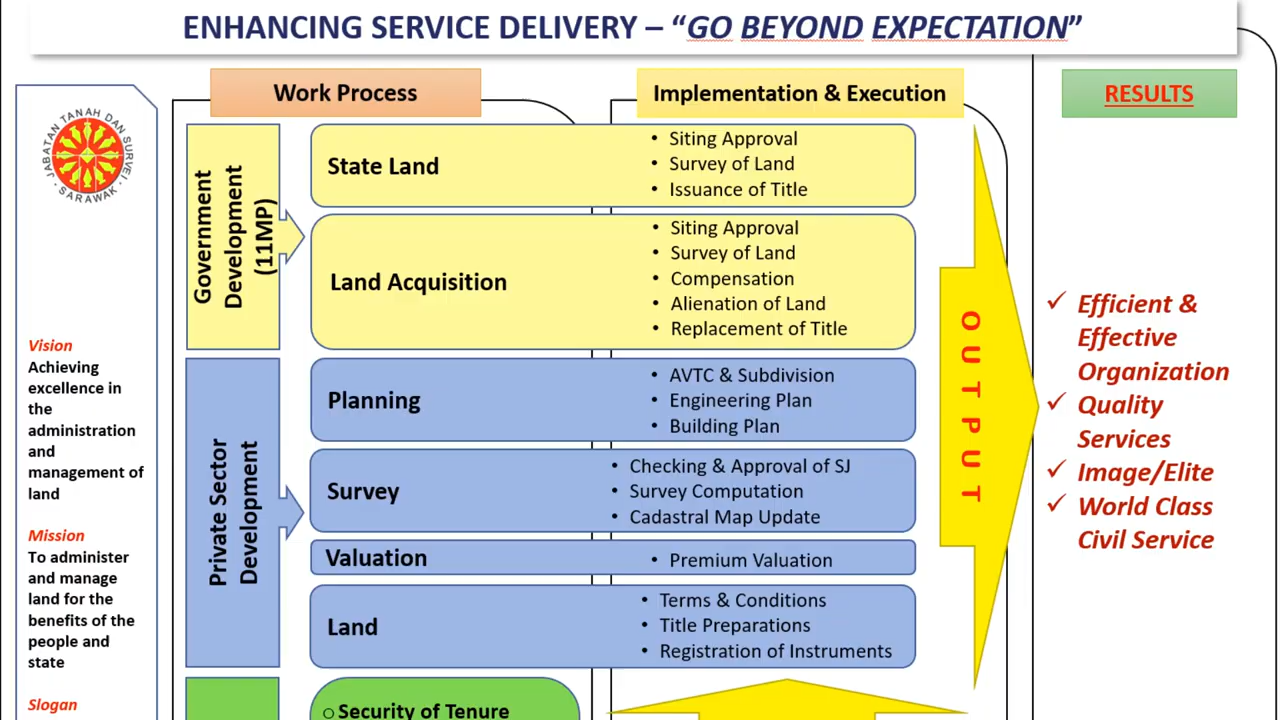 ENHANCING SERVICE DELIVERY – “GO BEYOND EXPECTATION”
JABATAN TANAH DAN SURVEI
SARAWAK
Vision
Achieving
excellence in
the
administration
and
management of
land
Mission
To administer
and manage
land for the
benefits of the
people and
state
Slogan
Work Process
Government
Development
(11MP)
Private Sector
Development
Implementation & Execution
State Land
• Siting Approval
• Survey of Land
• Issuance of Title
Land Acquisition
• Siting Approval
• Survey of Land
• Compensation
• Alienation of Land
• Replacement of Title
Planning
• AVTC & Subdivision
• Engineering Plan
• Building Plan
Survey
• Checking & Approval of SJ
• Survey Computation
• Cadastral Map Update
Valuation
• Premium Valuation
Land
• Terms & Conditions
• Title Preparations
• Registration of Instruments
o Security of Tenure
OUTPUT
RESULTS
✓ Efficient &
Effective
Organization
✓ Quality
Services
✓ Image/Elite
✓ World Class
Civil Service